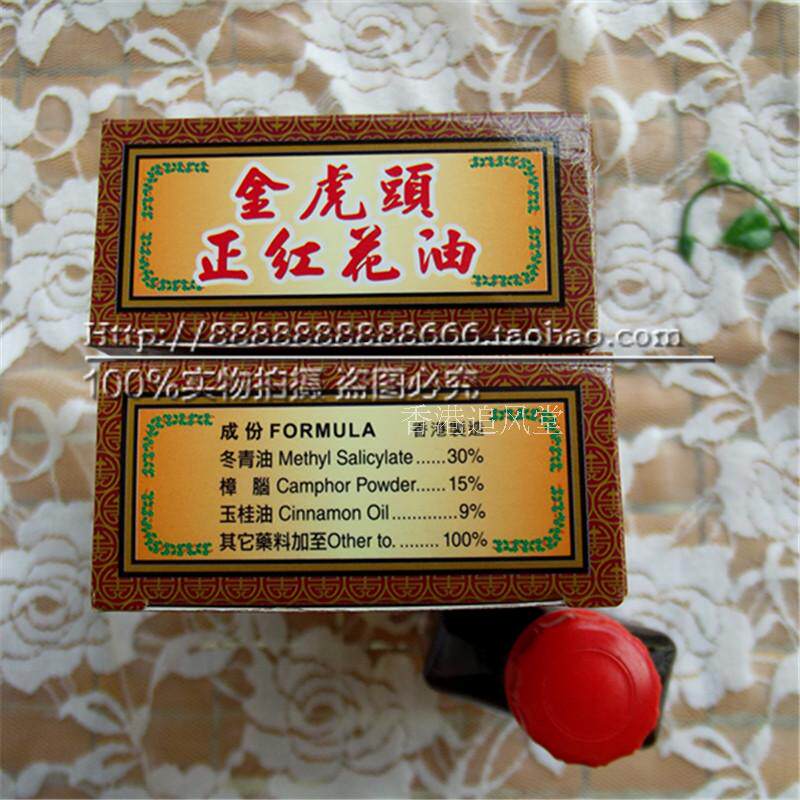 金虎頭
正红花油
Http://8888888888666.taobao.com
100%实物拍摄 盗图必究
香港追风堂
成份 FORMULA 香港製造
冬青油 Methyl Salicylate......30%
樟腦 Camphor Powder......15%
玉桂油 Cinnamon Oil.............9%
其它藥料加至Other to. ........100%